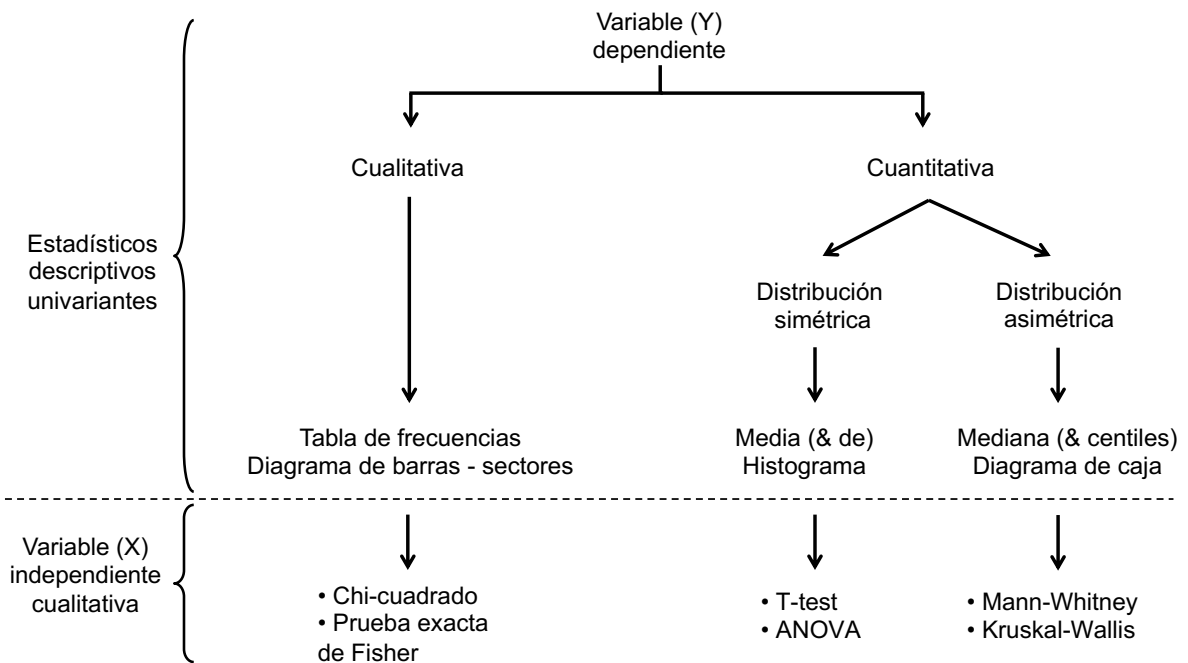 Variable (Y)
dependiente
Cualitativa
Cuantitativa
Estadísticos
descriptivos
univariantes
Distribución
simétrica
Distribución
asimétrica
Tabla de frecuencias
Diagrama de barras - sectores
Media (& de)
Histograma
Mediana (& centiles)
Diagrama de caja
Variable (X)
independiente
cualitativa
• Chi-cuadrado
• Prueba exacta
de Fisher
• T-test
• ANOVA
• Mann-Whitney
• Kruskal-Wallis